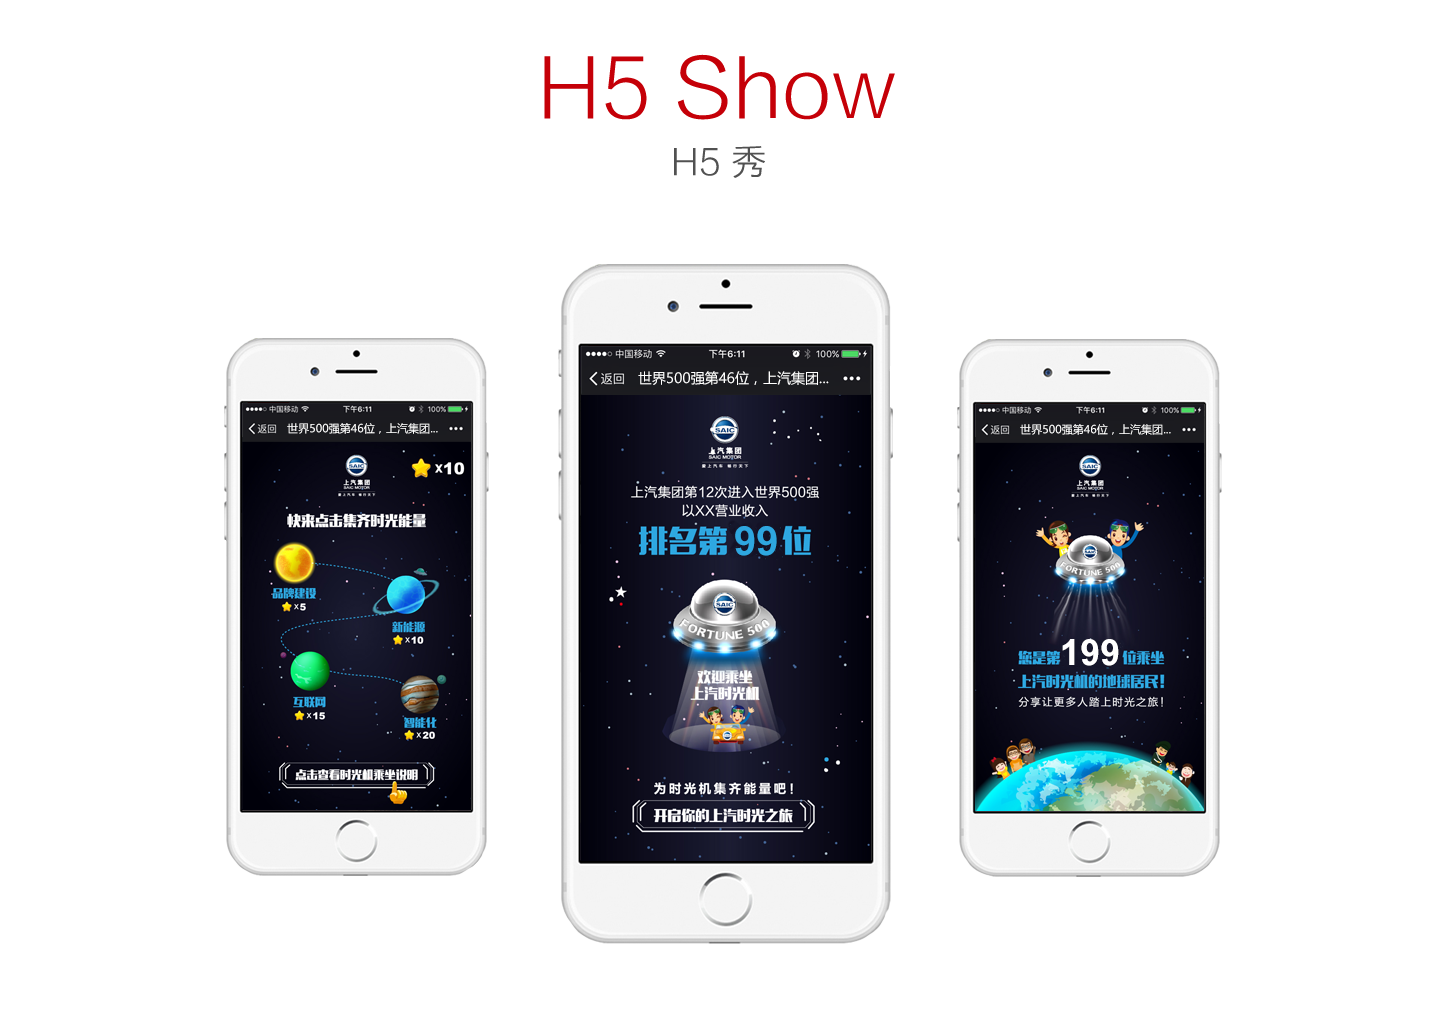 H5 Show
H5 秀
中国移动
下午6:11
100%
返回
世界500强第46位，上汽集团...
SAIC
上汽集团
SAIC MOTOR
x10
快来点击集齐时光能量
品牌建设
x5
新能源
x10
互联网
x15
智能化
x20
点击查看时光机乘坐说明
中国移动
下午6:11
100%
返回
世界500强第46位，上汽集团...
SAIC
上汽集团
SAIC MOTOR
爱上汽车 畅行天下
上汽集团第12次进入世界500强
以XX营业收入
排名第 99 位
SAIC
FORTUNE 500
欢迎乘坐
上汽时光机
为时光机集齐能量吧！
开启你的上汽时光之旅
中国移动
下午6:11
100%
返回
世界500强第46位，上汽集团...
SAIC
上汽集团
SAIC MOTOR
FORTUNE 500
您是第199位乘坐
上汽时光机的地球居民！
分享让更多人踏上时光之旅！